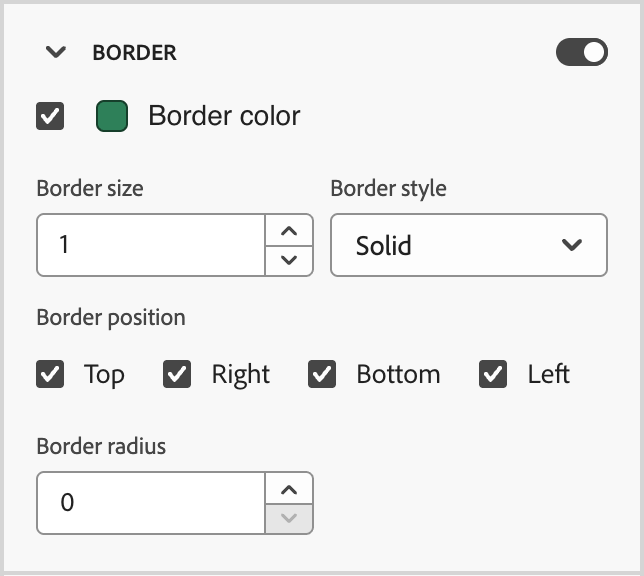 BORDER
Border color
Border size Border style
1 Solid
Border position
Top Right Bottom Left
Border radius
0